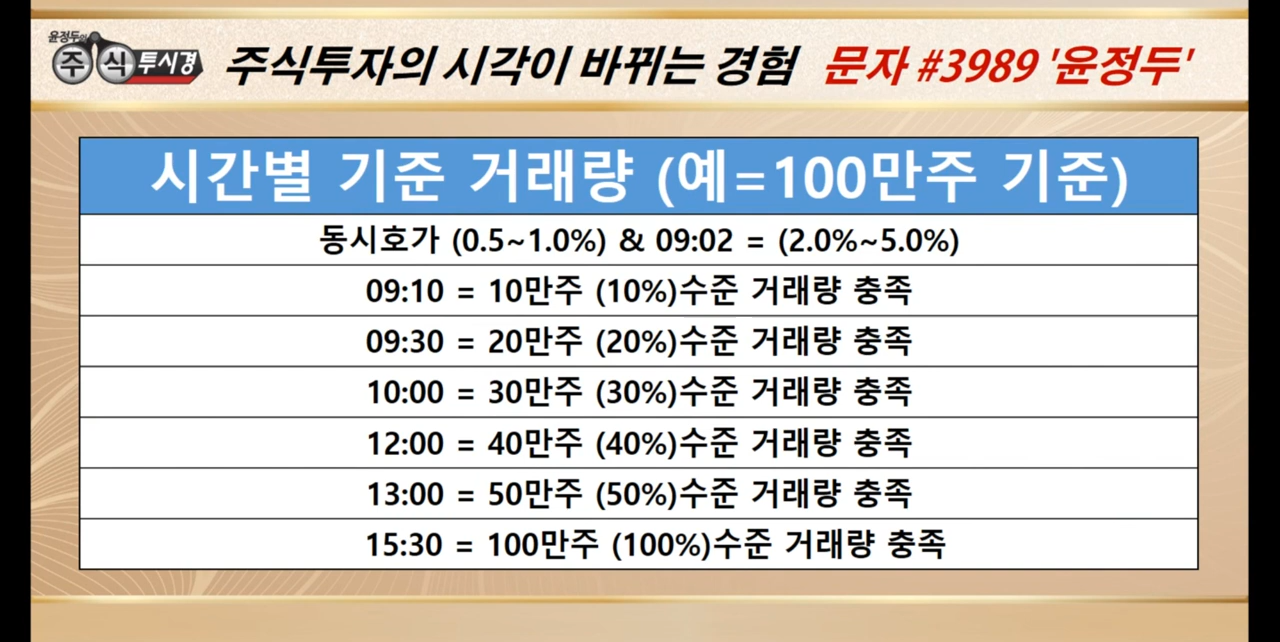 윤정두의
주식투시경
주식투자의 시각이 바뀌는 경험 문자 #3989 '윤정두'
시간별 기준 거래량 (예=100만주 기준)
동시호가 (0.5~1.0%) & 09:02 = (2.0%~5.0%)
09:10 = 10만주 (10%)수준 거래량 충족
09:30 = 20만주 (20%)수준 거래량 충족
10:00 = 30만주 (30%)수준 거래량 충족
12:00 = 40만주 (40%)수준 거래량 충족
13:00 = 50만주 (50%)수준 거래량 충족
15:30 = 100만주 (100%)수준 거래량 충족